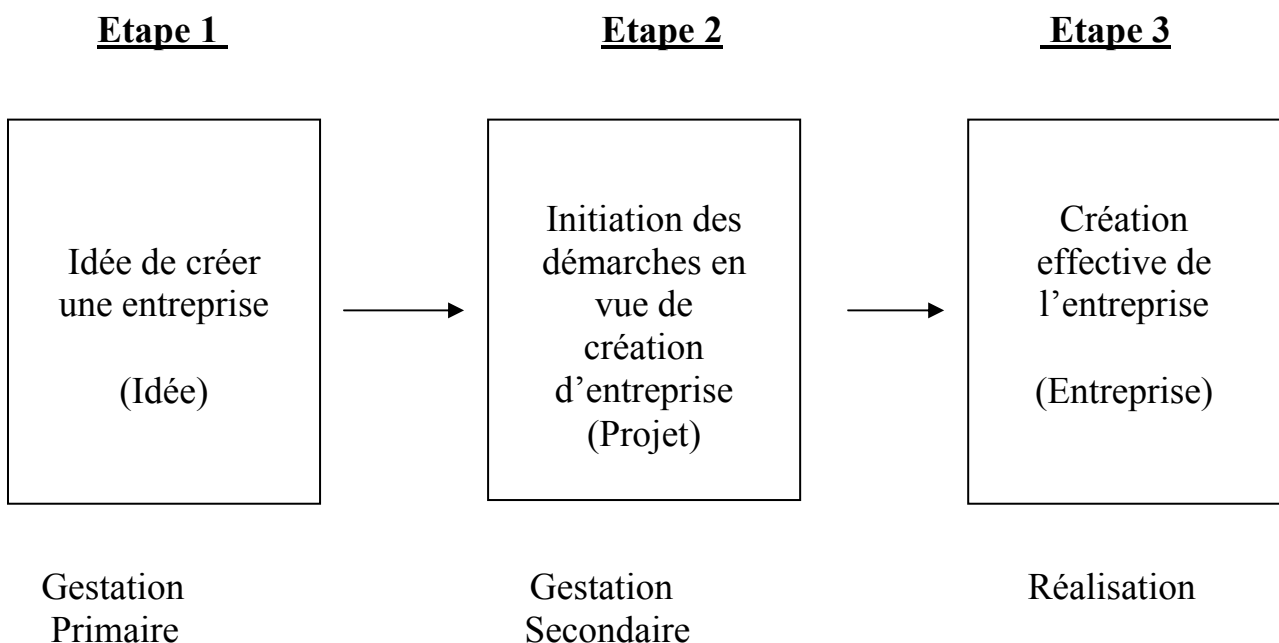 Etape 1
Etape 2
Etape 3
Idée de créer
une entreprise
(Idée)
Initiation des
démarches en
vue de
création
d’entreprise
(Projet)
Création
effective de
l’entreprise
(Entreprise)
Gestation
Primaire
Gestation
Secondaire
Réalisation